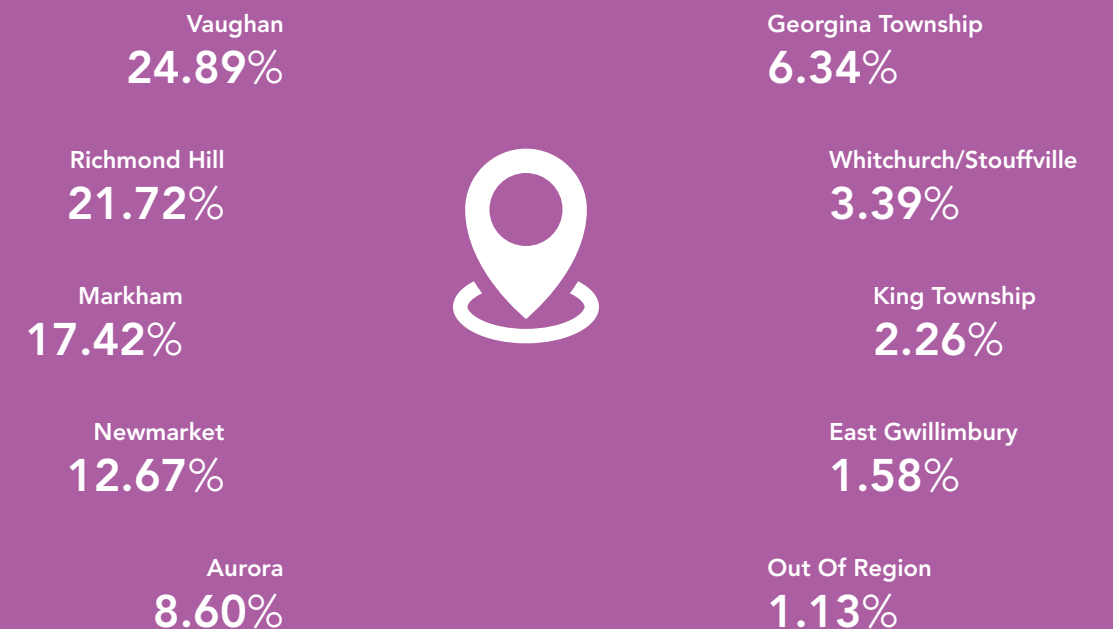 Vaughan
24.89%
Richmond Hill
21.72%
Markham
17.42%
Newmarket
12.67%
Aurora
8.60%
Georgina Township
6.34%
Whitchurch/Stouffville
3.39%
King Township
2.26%
East Gwillimbury
1.58%
Out Of Region
1.13%